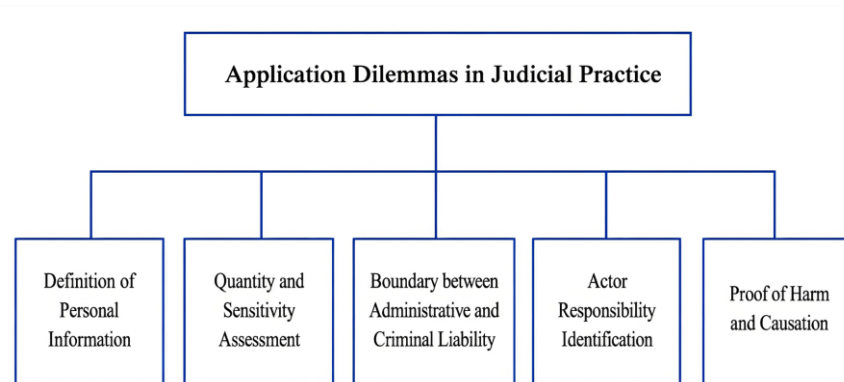 Application Dilemmas in Judicial Practice
Definition of
Personal
Information
Quantity and
Sensitivity
Assessment
Boundary between
Administrative and
Criminal Liability
Actor
Responsibility
Identification
Proof of Harm
and Causation